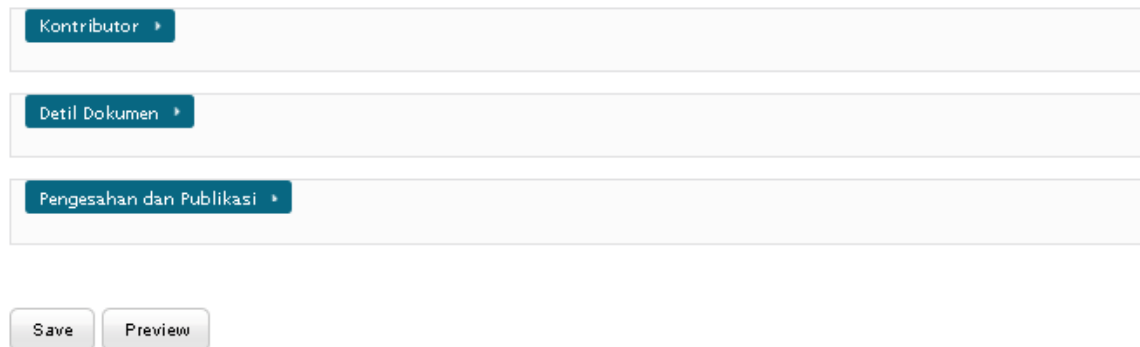 Kontributor
Detil Dokumen
Pengesahan dan Publikasi
Save Preview